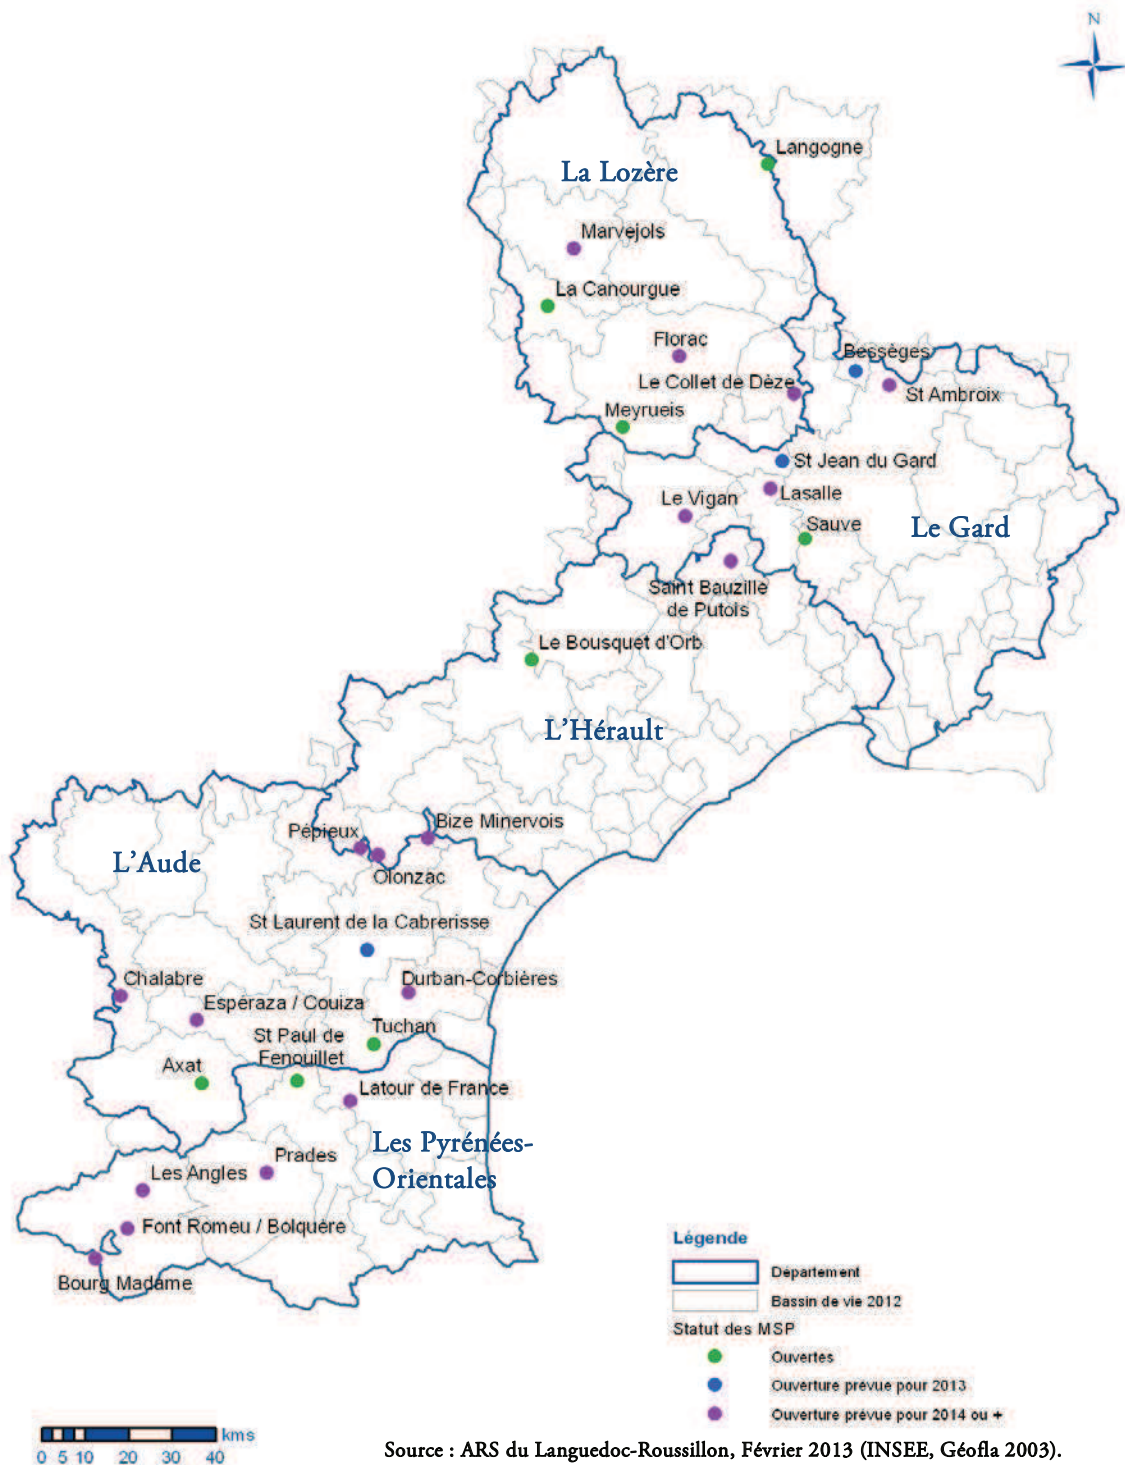 N
Langogne
La Lozère
Marvejols
La Canourgue
Florac
Bessèges
Le Collet de Dèze
St Ambroix
Meyrueis
St Jean du Gard
Le Vigan
Lasalle
Sauve
Le Gard
Saint Bauzille
de Putois
Le Bousquet d'Orb
L'Hérault
Bize Minervois
Pépieux
L'Aude
Olonzac
St Laurent de la Cabrerisse
Chalabre
Durban-Corbières
Espéraza / Couiza
Tuchan
St Paul de
Fenouillet
Axat
Latour de France
Les Pyrénées-
Orientales
Prades
Les Angles
Font Romeu / Bolquère
Bourg Madame
Légende
Département
Bassin de vie 2012
Statut des MSP
Ouvertes
Ouverture prévue pour 2013
Ouverture prévue pour 2014 ou +
kms
0 5 10 20 30 40
Source : ARS du Languedoc-Roussillon, Février 2013 (INSEE, Géofla 2003).